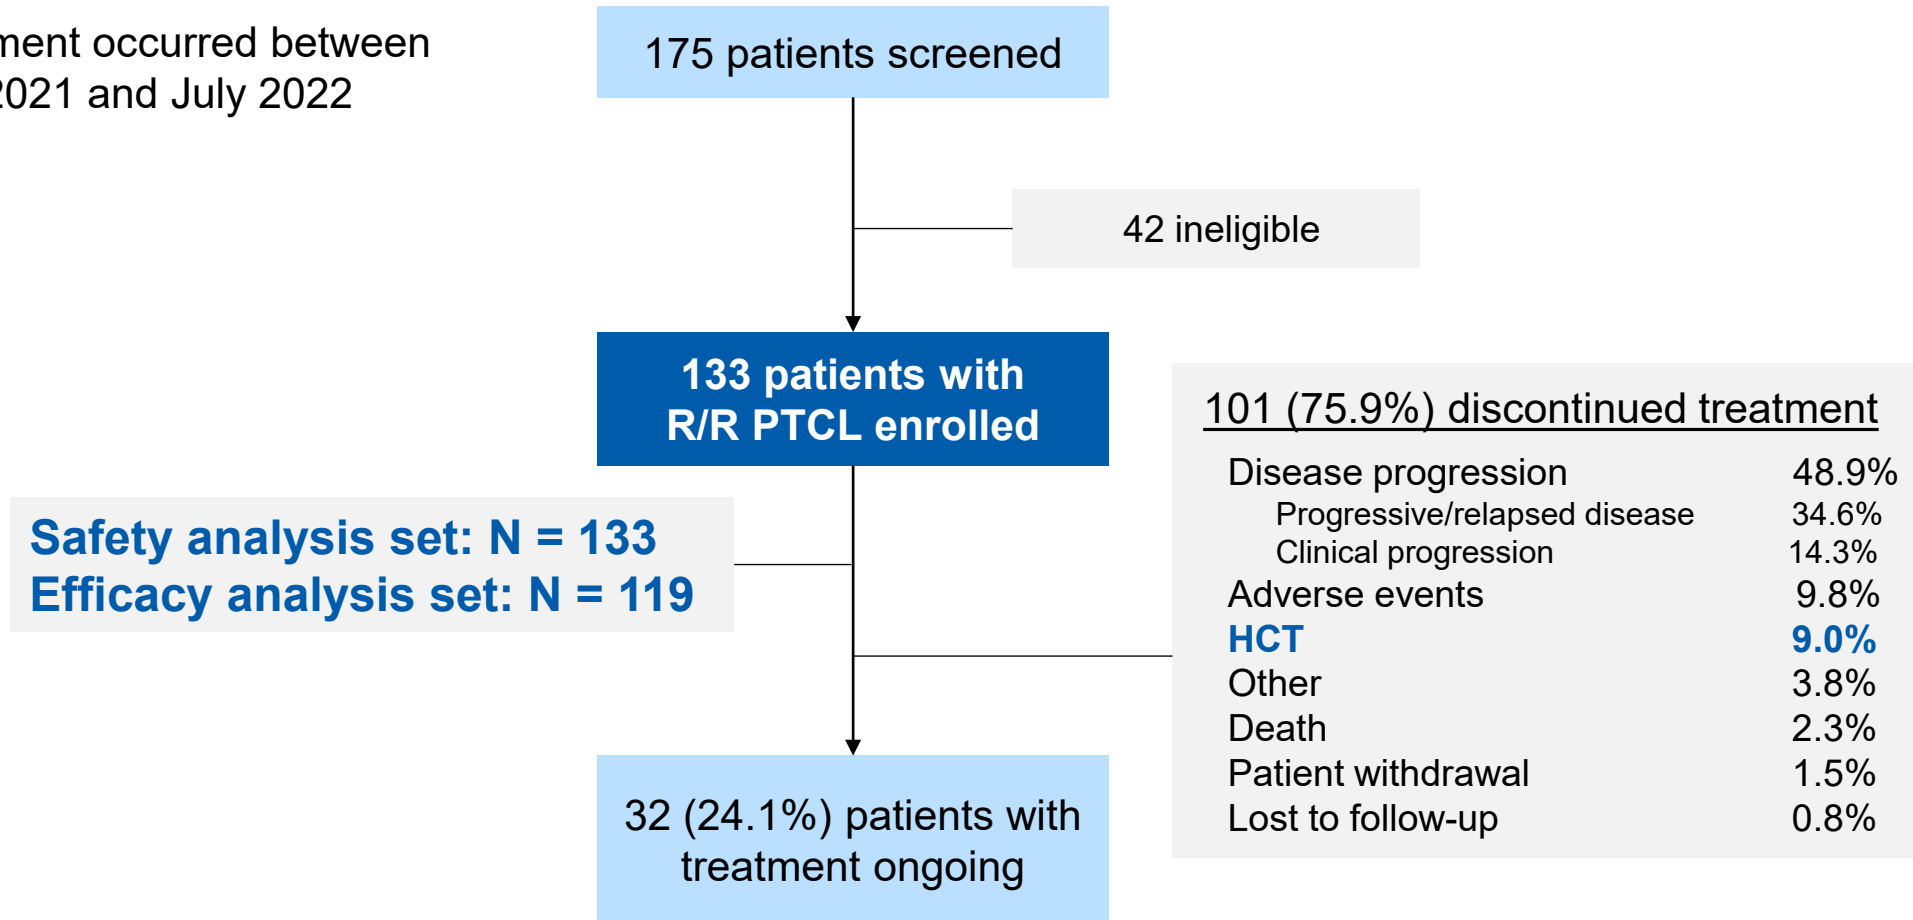 occurred between
2021 and July 2022
175 patients screened
42 ineligible
133 patients with
R/R PTCL enrolled
Safety analysis set: N = 133
Efficacy analysis set: N = 119
101 (75.9%) discontinued treatment
Disease progression 48.9%
Progressive/relapsed disease 34.6%
Clinical progression 14.3%
Adverse events 9.8%
HCT 9.0%
Other 3.8%
Death 2.3%
Patient withdrawal 1.5%
Lost to follow-up 0.8%
32 (24.1%) patients with
treatment ongoing